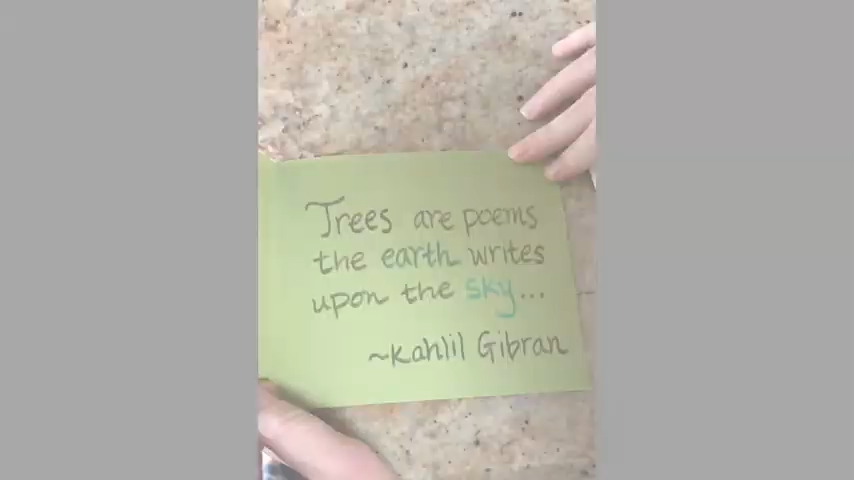 Trees are poems
the earth writes
upon the sky...
~Kahlil Gibran